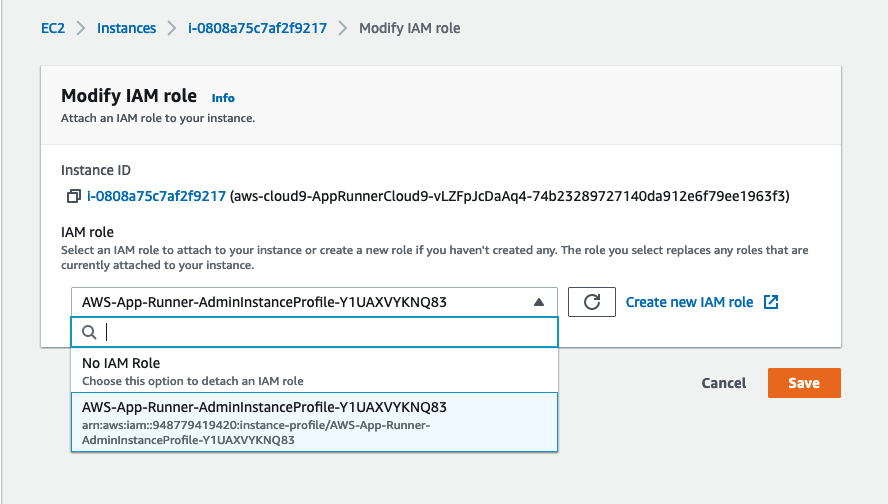 EC2 > Instances > i-0808a75c7af2f9217 > Modify IAM role
Modify IAM role Info
Attach an IAM role to your instance.
Instance ID
i-0808a75c7af2f9217 (aws-cloud9-AppRunnerCloud9-vLZFpJcDaAq4-74b23289727140da912e6f79ee1963f3)
IAM role
Select an IAM role to attach to your instance or create a new role if you haven't created any. The role you select replaces any roles that are
currently attached to your instance.
AWS-App-Runner-AdminInstanceProfile-Y1UAXVYKNQ83
Create new IAM role
No IAM Role
Choose this option to detach an IAM role
AWS-App-Runner-AdminInstanceProfile-Y1UAXVYKNQ83
arn:aws:iam::948779419420:instance-profile/AWS-App-Runner-
AdminInstanceProfile-Y1UAXVYKNQ83
Cancel
Save